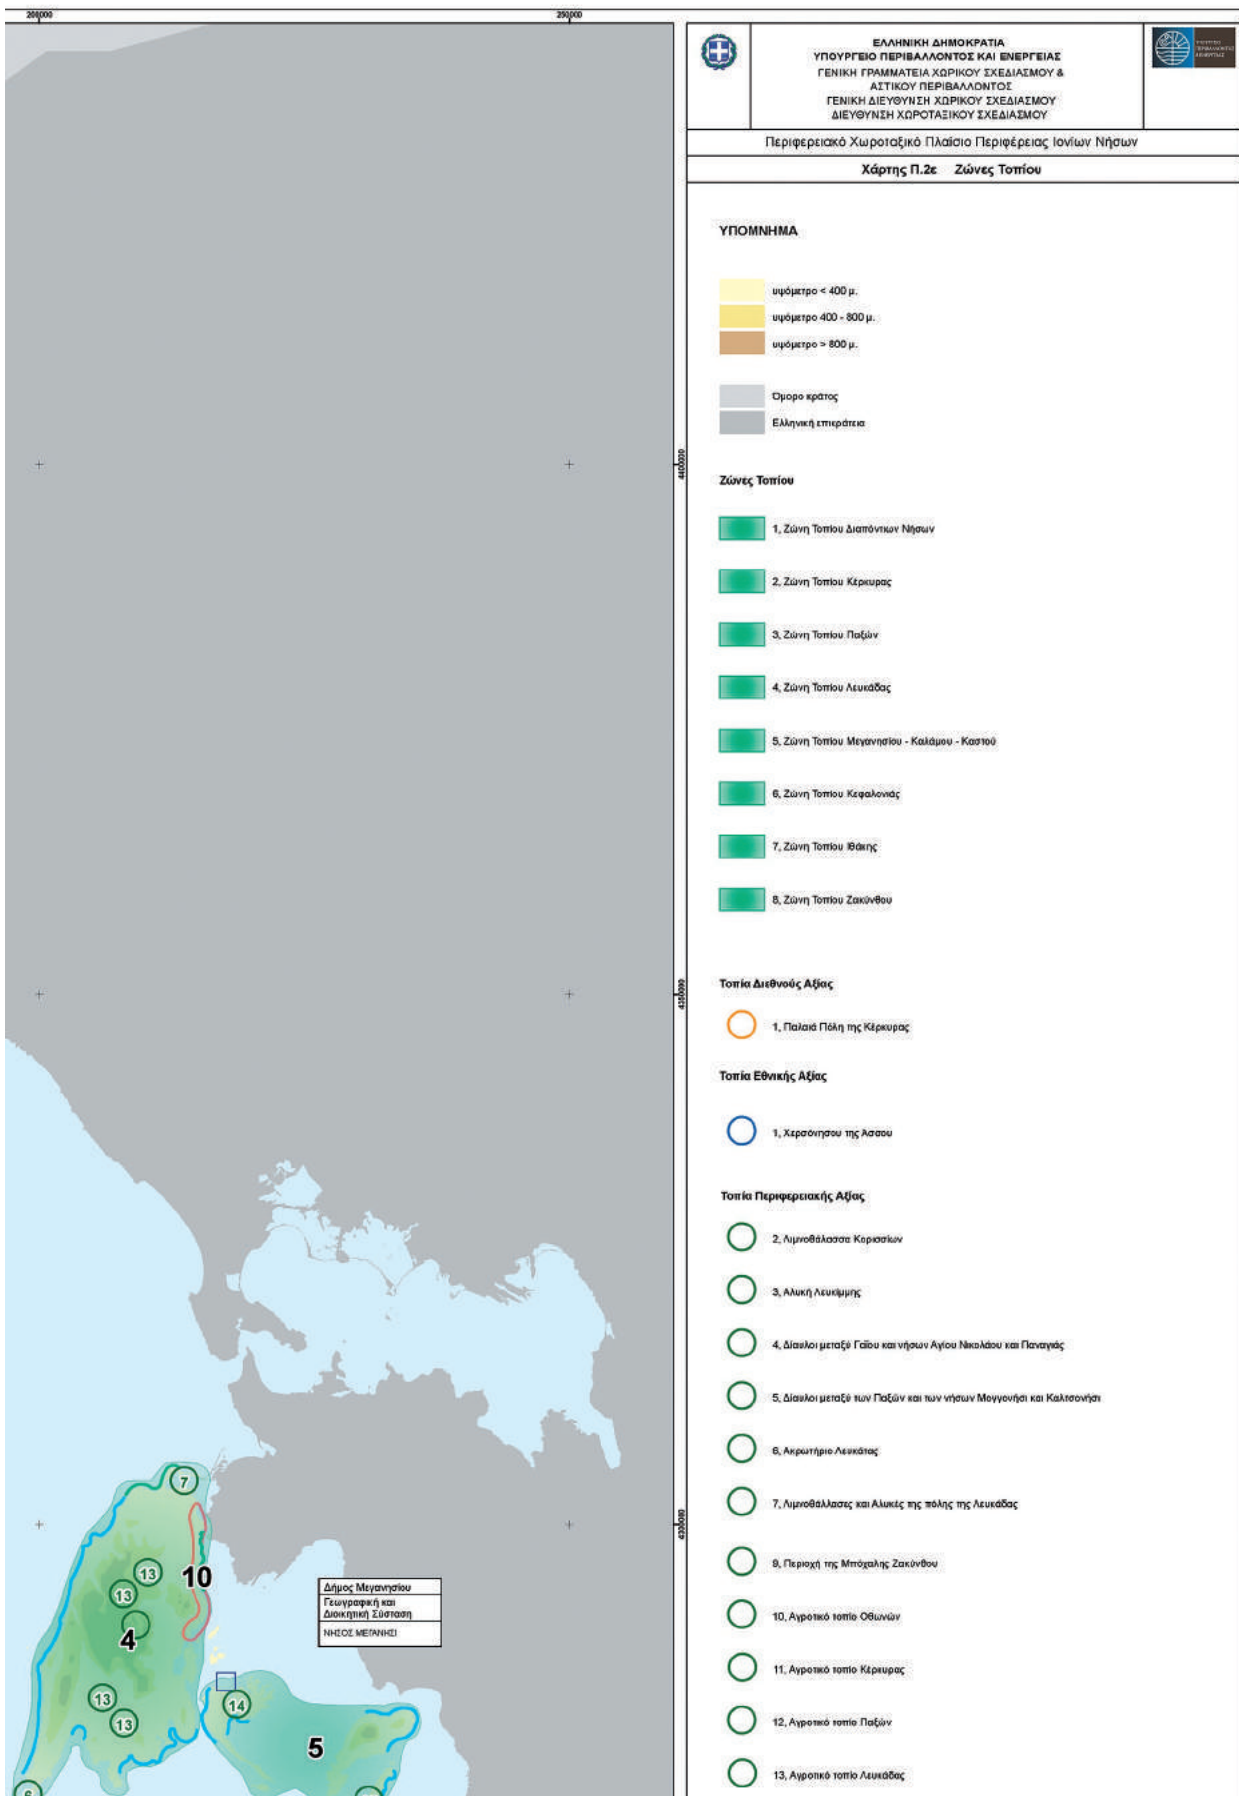 200000
250000
ΕΛΛΗΝΙΚΗ ΔΗΜΟΚΡΑΤΙΑ
ΥΠΟΥΡΓΕΙΟ ΠΕΡΙΒΑΛΛΟΝΤΟΣ ΚΑΙ ΕΝΕΡΓΕΙΑΣ
ΓΕΝΙΚΗ ΓΡΑΜΜΑΤΕΙΑ ΧΩΡΙΚΟΥ ΣΧΕΔΙΑΣΜΟΥ &
ΑΣΤΙΚΟΥ ΠΕΡΙΒΑΛΛΟΝΤΟΣ
ΓΕΝΙΚΗ ΔΙΕΥΘΥΝΣΗ ΧΩΡΙΚΟΥ ΣΧΕΔΙΑΣΜΟΥ
ΔΙΕΥΘΥΝΣΗ ΧΩΡΟΤΑΞΙΚΟΥ ΣΧΕΔΙΑΣΜΟΥ
Περιφερειακό Χωροταξικό Πλαίσιο Περιφέρειας Ιονίων Νήσων
Χάρτης Π.2ε Ζώνες Τοπίου
ΥΠΟΜΝΗΜΑ
υψόμετρο < 400 μ.
υψόμετρο 400 - 800 μ.
υψόμετρο > 800 μ.
Όμορο κράτος
Ελληνική επικράτεια
4400000
Ζώνες Τοπίου
1, Ζώνη Τοπίου Διαπόντιων Νήσων
2, Ζώνη Τοπίου Κέρκυρας
3, Ζώνη Τοπίου Παξών
4, Ζώνη Τοπίου Λευκάδας
5, Ζώνη Τοπίου Μεγανησίου - Καλάμου - Καστού
6, Ζώνη Τοπίου Κεφαλονιάς
7, Ζώνη Τοπίου Ιθάκης
8, Ζώνη Τοπίου Ζακύνθου
4350000
Τοπία Διεθνούς Αξίας
1, Παλαιά Πόλη της Κέρκυρας
Τοπία Εθνικής Αξίας
1, Χερσόνησου της Άσσου
Τοπία Περιφερειακής Αξίας
2, Λιμνοθάλασσα Κορισσίων
3, Αλυκή Λευκίμμης
4, Δίαυλοι μεταξύ Γαΐου και νήσων Αγίου Νικολάου και Παναγιάς
5, Δίαυλοι μεταξύ των Παξών και των νήσων Μογγονήσι και Καλτσονήσι
6, Ακρωτήριο Λευκάτας
7, Λιμνοθάλλασες και Αλυκές της πόλης της Λευκάδας
4300000
9, Περιοχή της Μπόχαλης Ζακύνθου
10, Αγροτικό τοπίο Οθωνών
11, Αγροτικό τοπίο Κέρκυρας
12, Αγροτικό τοπίο Παξών
13, Αγροτικό τοπίο Λευκάδας
7
13
13
10
4
13
13
Δήμος Μεγανησίου
Γεωγραφική και
Διοικητική Σύσταση
ΝΗΣΟΣ ΜΕΓΑΝΗΣΙ
14
5
6